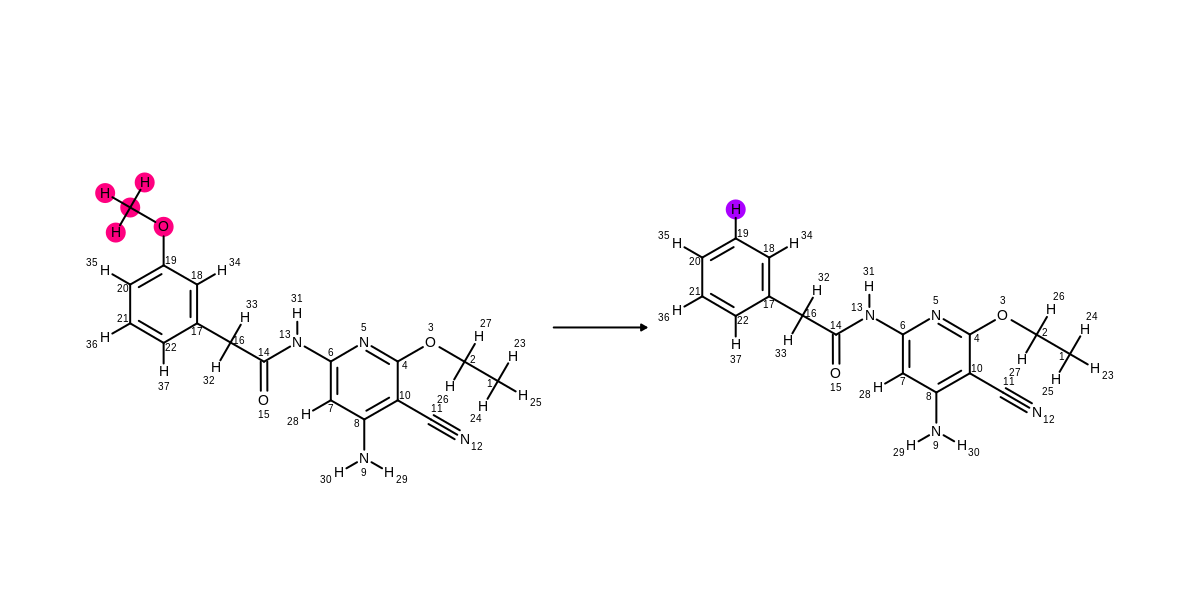 H
H H
H O 35 H 19 34
H 18 H
20
21
H 17
36 22
H
37
33
H
16
H
32
31
H
13 N
14
O
15
5
N
6
4
7
H
28
8
10
3
O
27
H
2
H
26
23
H
1
H 25
H
24
11
N 12
N
9
H
30
H 29
H
19
35 H
20
18
H 34
21
H
36
17
22
H
37
32
H
16
H
33
31
H
13 N
14
O
15
5
N
6
4
7
H
28
8
10
3
O
26
H
2
H
27
24
H
1
H 23
H
25
11
N 12
N
9
H
29
H 30